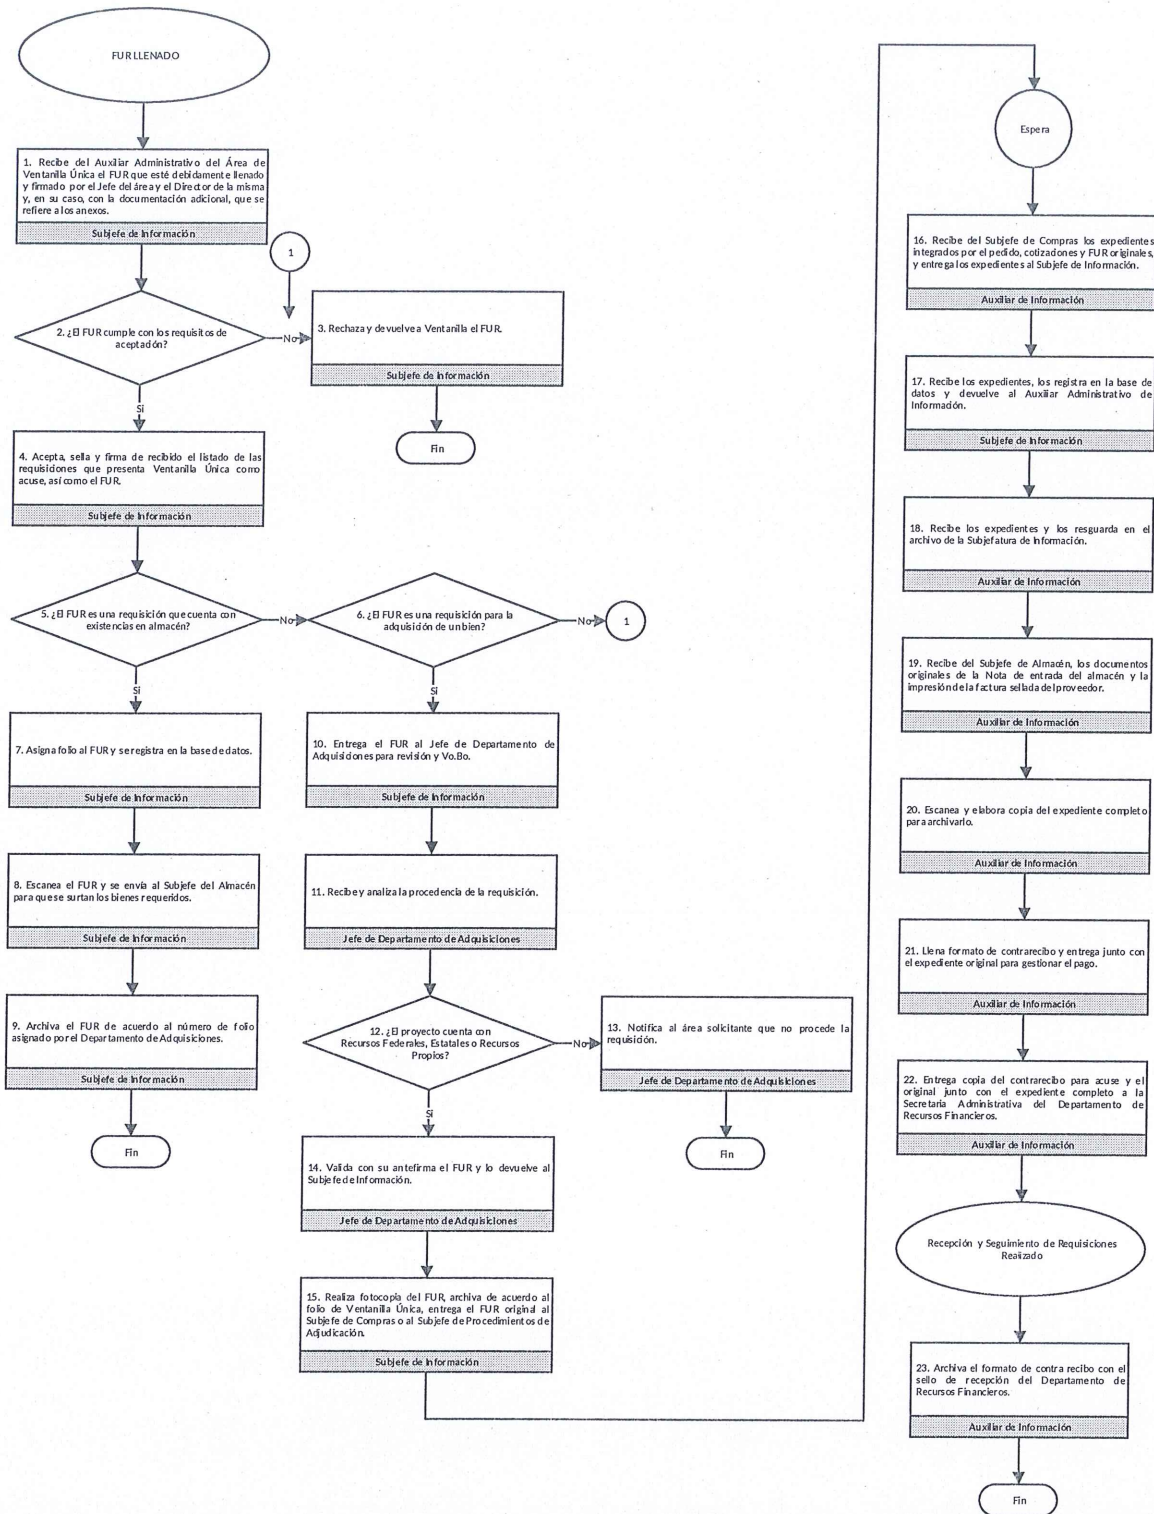 FUR LLENADO
1. Recibe del Auxiliar Administrativo del Área de
Ventanilla Única el FUR que esté debidamente llenado
y firmado por el Jefe del área y el Director de la misma
y, en su caso, con la documentación adicional, que se
refiere a los anexos.
Subjefe de Información
1
2. ¿El FUR cumple con los requisitos de
aceptación?
No
3. Rechaza y devuelve a Ventanilla el FUR.
Subjefe de Información
Fin
Si
4. Acepta, sella y firma de recibido el listado de las
requisiciones que presenta Ventanilla Única como
acuse, así como el FUR.
Subjefe de Información
5. ¿El FUR es una requisición que cuenta con
existencias en almacén?
No
6. ¿El FUR es una requisición para la
adquisición de un bien?
No
1
Si
7. Asigna folio al FUR y se registra en la base de datos.
Subjefe de Información
8. Escanea el FUR y se envía al Subjefe del Almacén
para que se surtan los bienes requeridos.
Subjefe de Información
9. Archiva el FUR de acuerdo al número de folio
asignado por el Departamento de Adquisiciones.
Subjefe de Información
Fin
Si
10. Entrega el FUR al Jefe de Departamento de
Adquisiciones para revisión y Vo.Bo.
Subjefe de Información
11. Recibe y analiza la procedencia de la requisición.
Jefe de Departamento de Adquisiciones
12. ¿El proyecto cuenta con
Recursos Federales, Estatales o Recursos
Propios?
No
13. Notifica al área solicitante que no procede la
requisición.
Jefe de Departamento de Adquisiciones
Fin
Si
14. Valida con su antefirma el FUR y lo devuelve al
Subjefe de Información.
Jefe de Departamento de Adquisiciones
15. Realiza fotocopia del FUR, archiva de acuerdo al
folio de Ventanilla Única, entrega el FUR original al
Subjefe de Compras o al Subjefe de Procedimientos de
Adjudicación.
Subjefe de Información
Espera
16. Recibe del Subjefe de Compras los expedientes
integrados por el pedido, cotizaciones y FUR originales,
y entrega los expedientes al Subjefe de Información.
Auxiliar de Información
17. Recibe los expedientes, los registra en la base de
datos y devuelve al Auxiliar Administrativo de
Información.
Subjefe de Información
18. Recibe los expedientes y los resguarda en el
archivo de la Subjefatura de Información.
Auxiliar de Información
19. Recibe del Subjefe de Almacén, los documentos
originales de la Nota de entrada del almacén y la
impresión de la factura sellada del proveedor.
Auxiliar de Información
20. Escanea y elabora copia del expediente completo
para archivarlo.
Auxiliar de Información
21. Llena formato de contrarecibo y entrega junto con
el expediente original para gestionar el pago.
Auxiliar de Información
22. Entrega copia del contrarecibo para acuse y el
original junto con el expediente completo a la
Secretaria Administrativa del Departamento de
Recursos Financieros.
Auxiliar de Información
Recepción y Seguimiento de Requisiciones
Realizado
23. Archiva el formato de contra recibo con el
sello de recepción del Departamento de
Recursos Financieros.
Auxiliar de Información
Fin